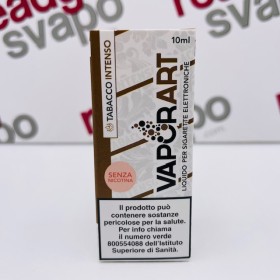 readyg
svapo
10ml
TABACCO INTENSO
VAPORART
LIQUIDO PER SIGARETTE ELETTRONICHE
SENZA
NICOTINA
Il prodotto può
contenere sostanze
pericolose per la salute.
Per info chiama
il numero verde
800554088 dell'Istituto
Superiore di Sanità.